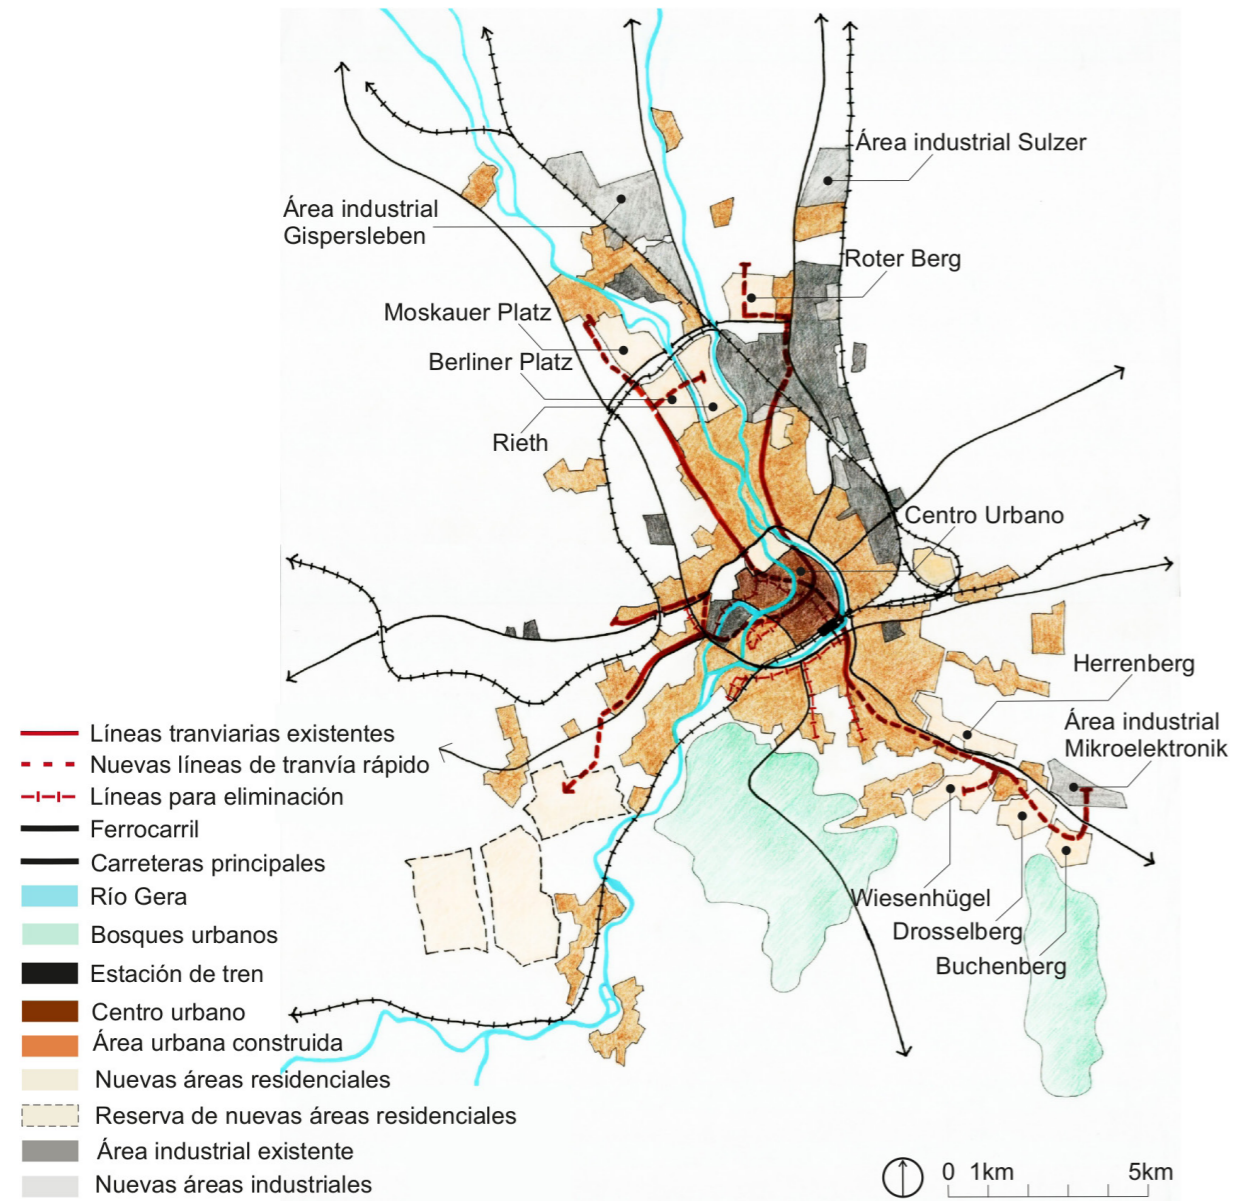 Área industrial Sulzer
Área industrial
Gispersleben
Roter Berg
Moskauer Platz
Berliner Platz
Rieth
Centro Urbano
Herrenberg
Área industrial
Mikroelektronik
Wiesenhügel
Drosselberg
Buchenberg
Líneas tranviarias existentes
Nuevas líneas de tranvía rápido
Líneas para eliminación
Ferrocarril
Carreteras principales
Río Gera
Bosques urbanos
Estación de tren
Centro urbano
Área urbana construida
Nuevas áreas residenciales
Reserva de nuevas áreas residenciales
Área industrial existente
Nuevas áreas industriales
0 1km 5km